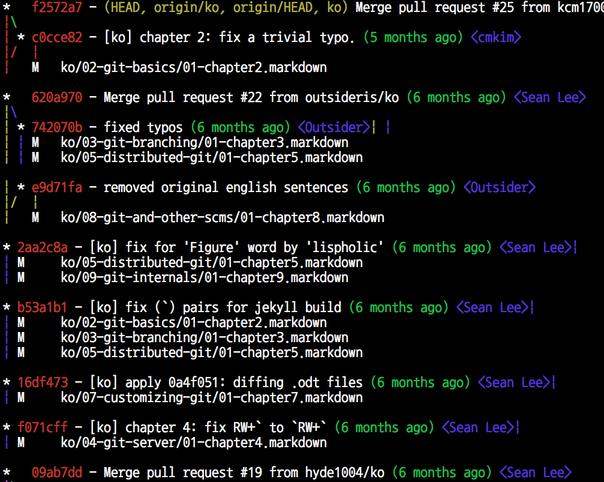 * f2572a7 - (HEAD, origin/ko, origin/HEAD, ko) Merge pull request #25 from kcm1700
|\
| * c0cce82 - [ko] chapter 2: fix a trivial typo. (5 months ago) <cmkim>
|/ |
| M ko/02-git-basics/01-chapter2.markdown
* 620a970 - Merge pull request #22 from outsideris/ko (6 months ago) <Sean Lee>
|\
| * 742070b - fixed typos (6 months ago) <Outsider>| |
| | M ko/03-git-branching/01-chapter3.markdown
| | M ko/05-distributed-git/01-chapter5.markdown
| * e9d71fa - removed original english sentences (6 months ago) <Outsider>
|/ |
| M ko/08-git-and-other-scms/01-chapter8.markdown
* 2aa2c8a - [ko] fix for 'Figure' word by 'lispholic' (6 months ago) <Sean Lee>|
| M ko/05-distributed-git/01-chapter5.markdown
| M ko/09-git-internals/01-chapter9.markdown
* b53a1b1 - [ko] fix (`) pairs for jekyll build (6 months ago) <Sean Lee>|
| M ko/02-git-basics/01-chapter2.markdown
| M ko/03-git-branching/01-chapter3.markdown
| M ko/05-distributed-git/01-chapter5.markdown
* 16df473 - [ko] apply 0a4f051: diffing .odt files (6 months ago) <Sean Lee>|
| M ko/07-customizing-git/01-chapter7.markdown
* f071cff - [ko] chapter 4: fix RW+` to `RW+` (6 months ago) <Sean Lee>|
| M ko/04-git-server/01-chapter4.markdown
* 09ab7dd - Merge pull request #19 from hyde1004/ko (6 months ago) <Sean Lee>